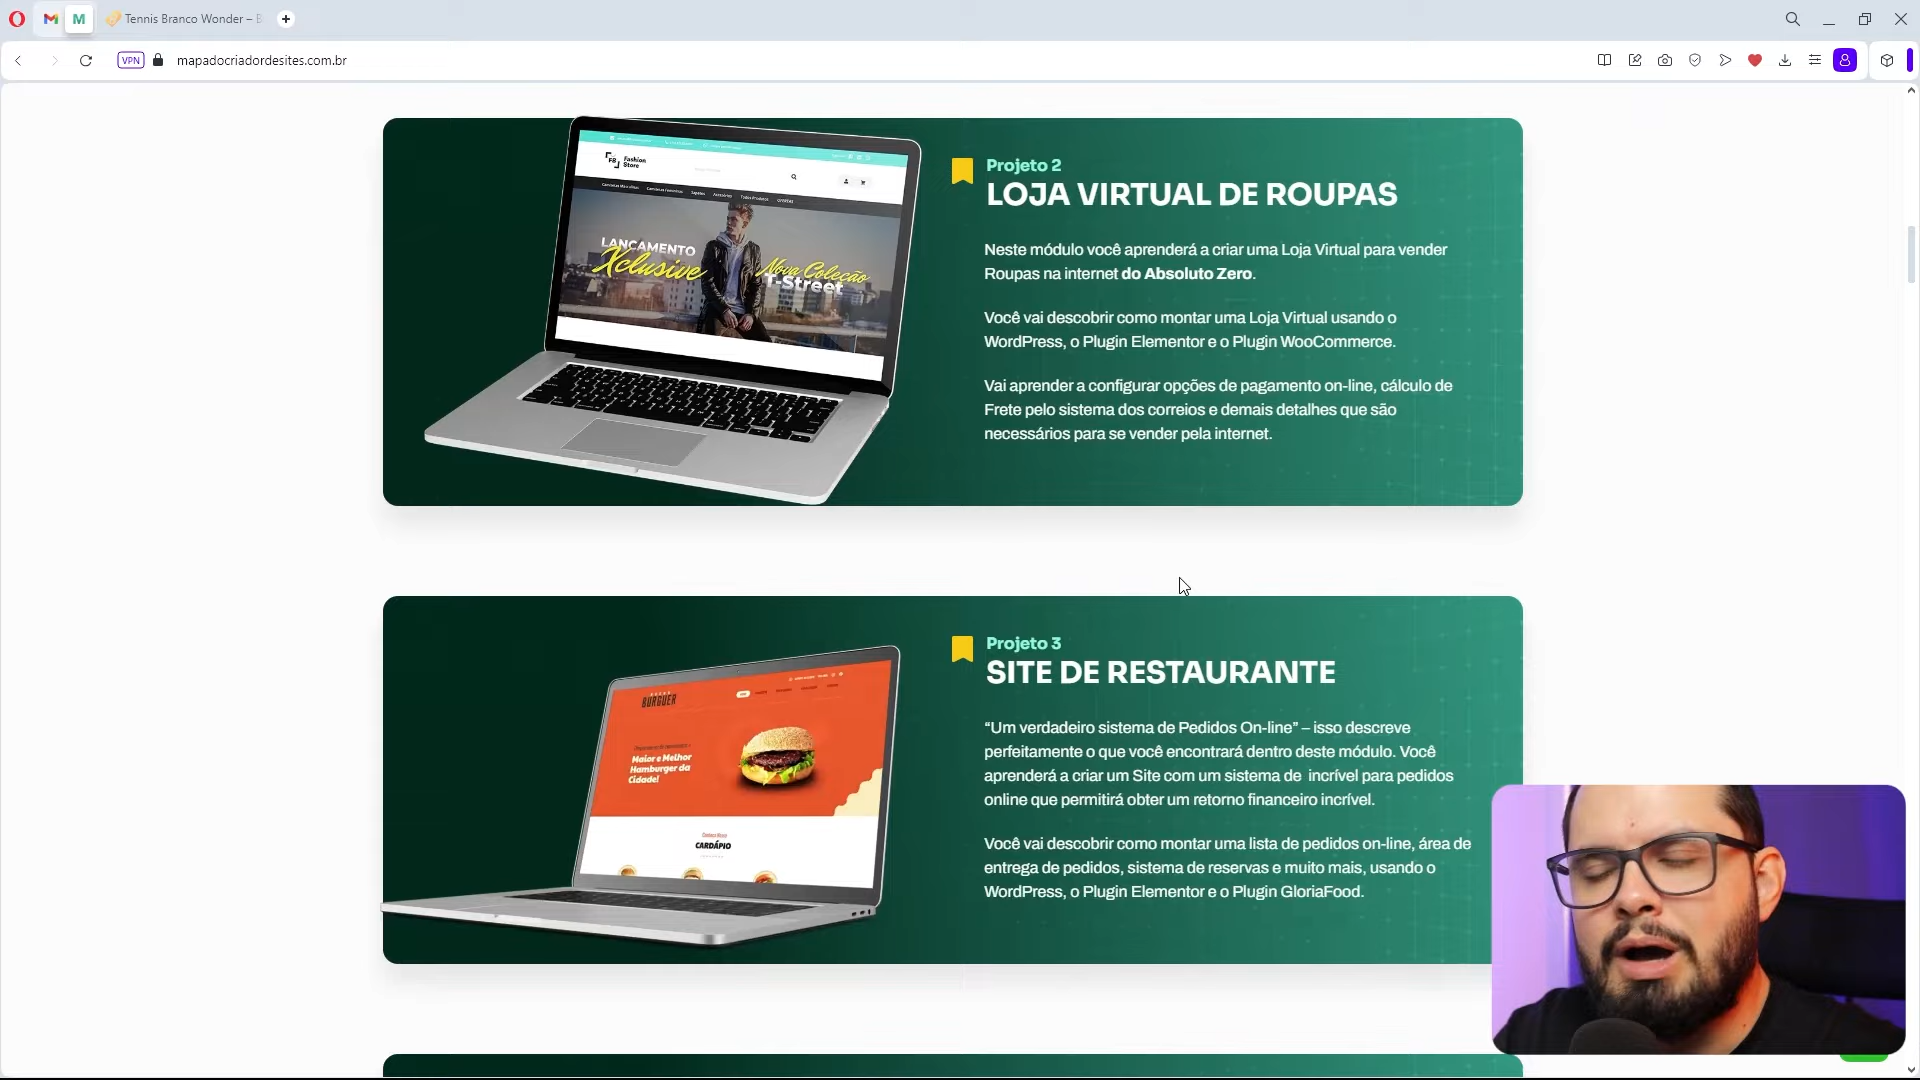 Tennis Branco Wonder – B
VPN
mapadocriadordesites.com.br
FB
Fashion
Store
LANÇAMENTO
Xclusive
Nova Coleção
T-Street
Projeto 2
LOJA VIRTUAL DE ROUPAS
Neste módulo você aprenderá a criar uma Loja Virtual para vender
Roupas na internet do Absoluto Zero.
Você vai descobrir como montar uma Loja Virtual usando o
WordPress, o Plugin Elementor e o Plugin WooCommerce.
Vai aprender a configurar opções de pagamento on-line, cálculo de
Frete pelo sistema dos correios e demais detalhes que são
necessários para se vender pela internet.
BURGUER
Maior e Melhor
Hamburger da
Cidade!
CARDÁPIO
Projeto 3
SITE DE RESTAURANTE
“Um verdadeiro sistema de Pedidos On-line” – isso descreve
perfeitamente o que você encontrará dentro deste módulo. Você
aprenderá a criar um Site com um sistema de  incrível para pedidos
online que permitirá obter um retorno financeiro incrível.
Você vai descobrir como montar uma lista de pedidos on-line, área de
entrega de pedidos, sistema de reservas e muito mais, usando o
WordPress, o Plugin Elementor e o Plugin GloriaFood.